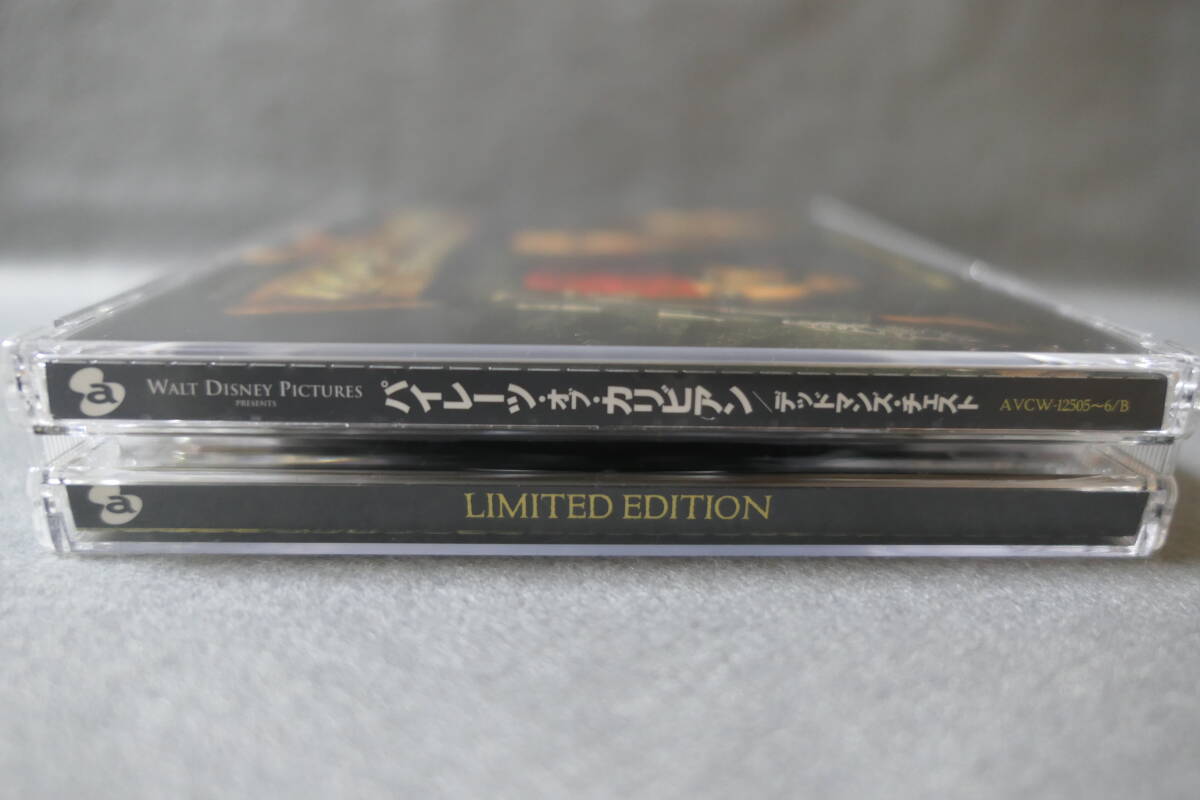 a WALT DISNEY PICTURES
PRESENTS
パイレーツ・オブ・カリビアン/デッドマンズ・チェスト AVCW-12505~6/B
a LIMITED EDITION